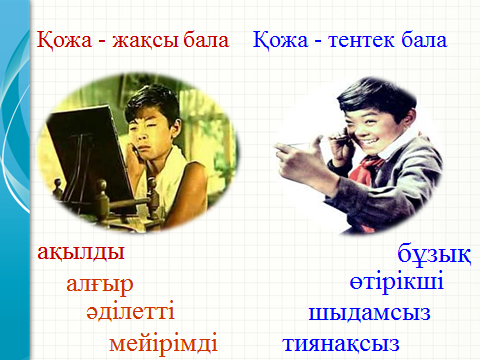 Қожа - жақсы бала
Қожа - тентек бала
ақылды
алғыр
әділетті
мейірімді
бұзық
өтірікші
шыдамсыз
тиянақсыз